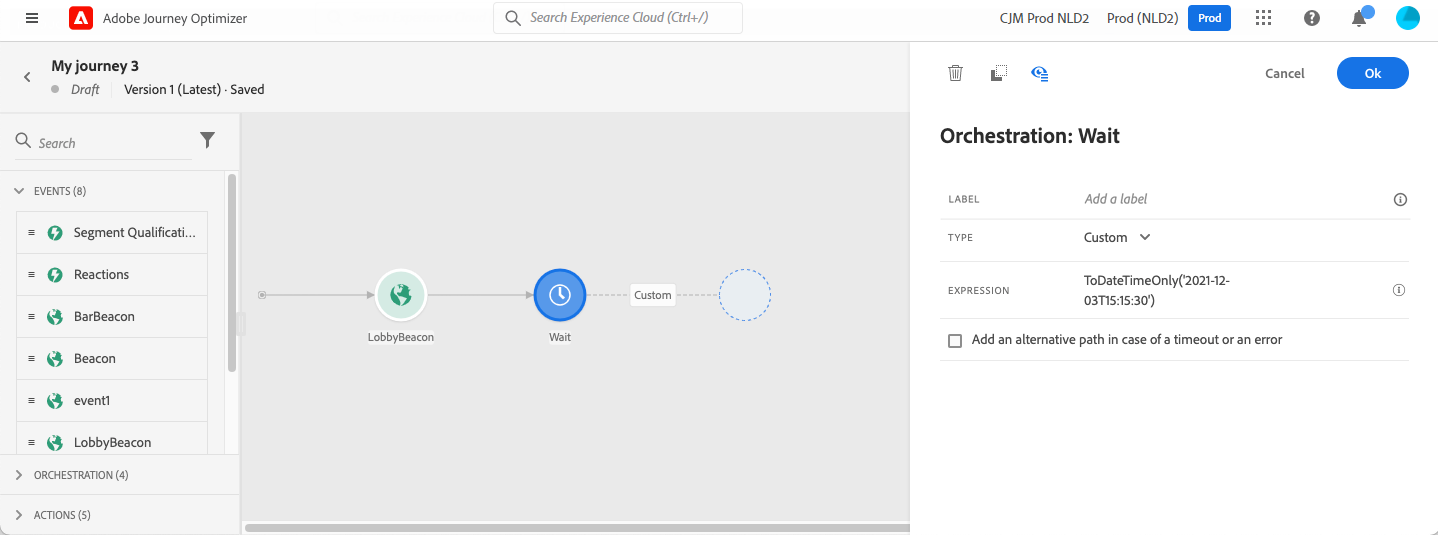 Adobe Journey Optimizer
Search Experience Cloud (Ctrl+/)
CJM Prod NLD2
Prod (NLD2)
Prod
My journey 3
Draft
Version 1 (Latest) · Saved
Cancel
Ok
Search
Orchestration: Wait
EVENTS (8)
LABEL
Add a label
Segment Qualificati...
TYPE
Custom
Reactions
EXPRESSION
ToDateTimeOnly('2021-12-
03T15:15:30')
BarBeacon
Custom
LobbyBeacon
Wait
Add an alternative path in case of a timeout or an error
Beacon
event1
LobbyBeacon
ORCHESTRATION (4)
ACTIONS (5)